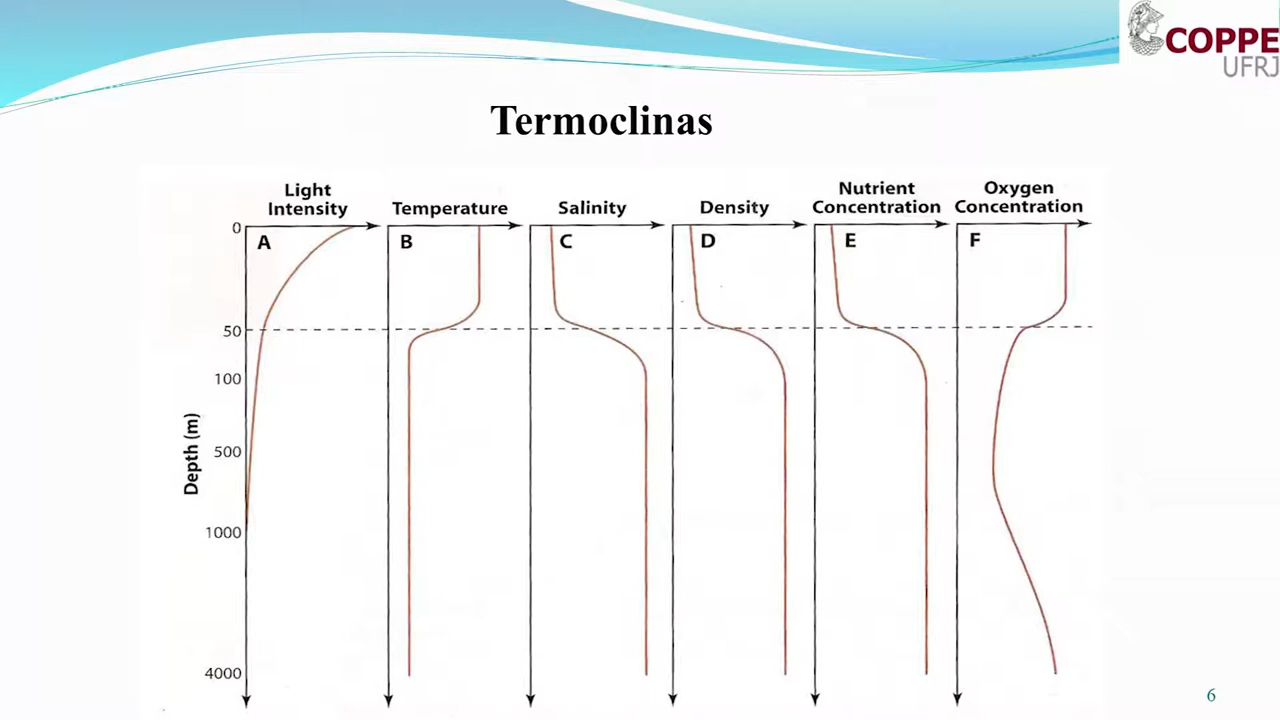 COPPE
UFRJ
Termoclinas
Light
Intensity
Temperature
Salinity
Density
Nutrient
Concentration
Oxygen
Concentration
A
B
C
D
E
F
0
50
100
500
1000
4000
Depth (m)
6